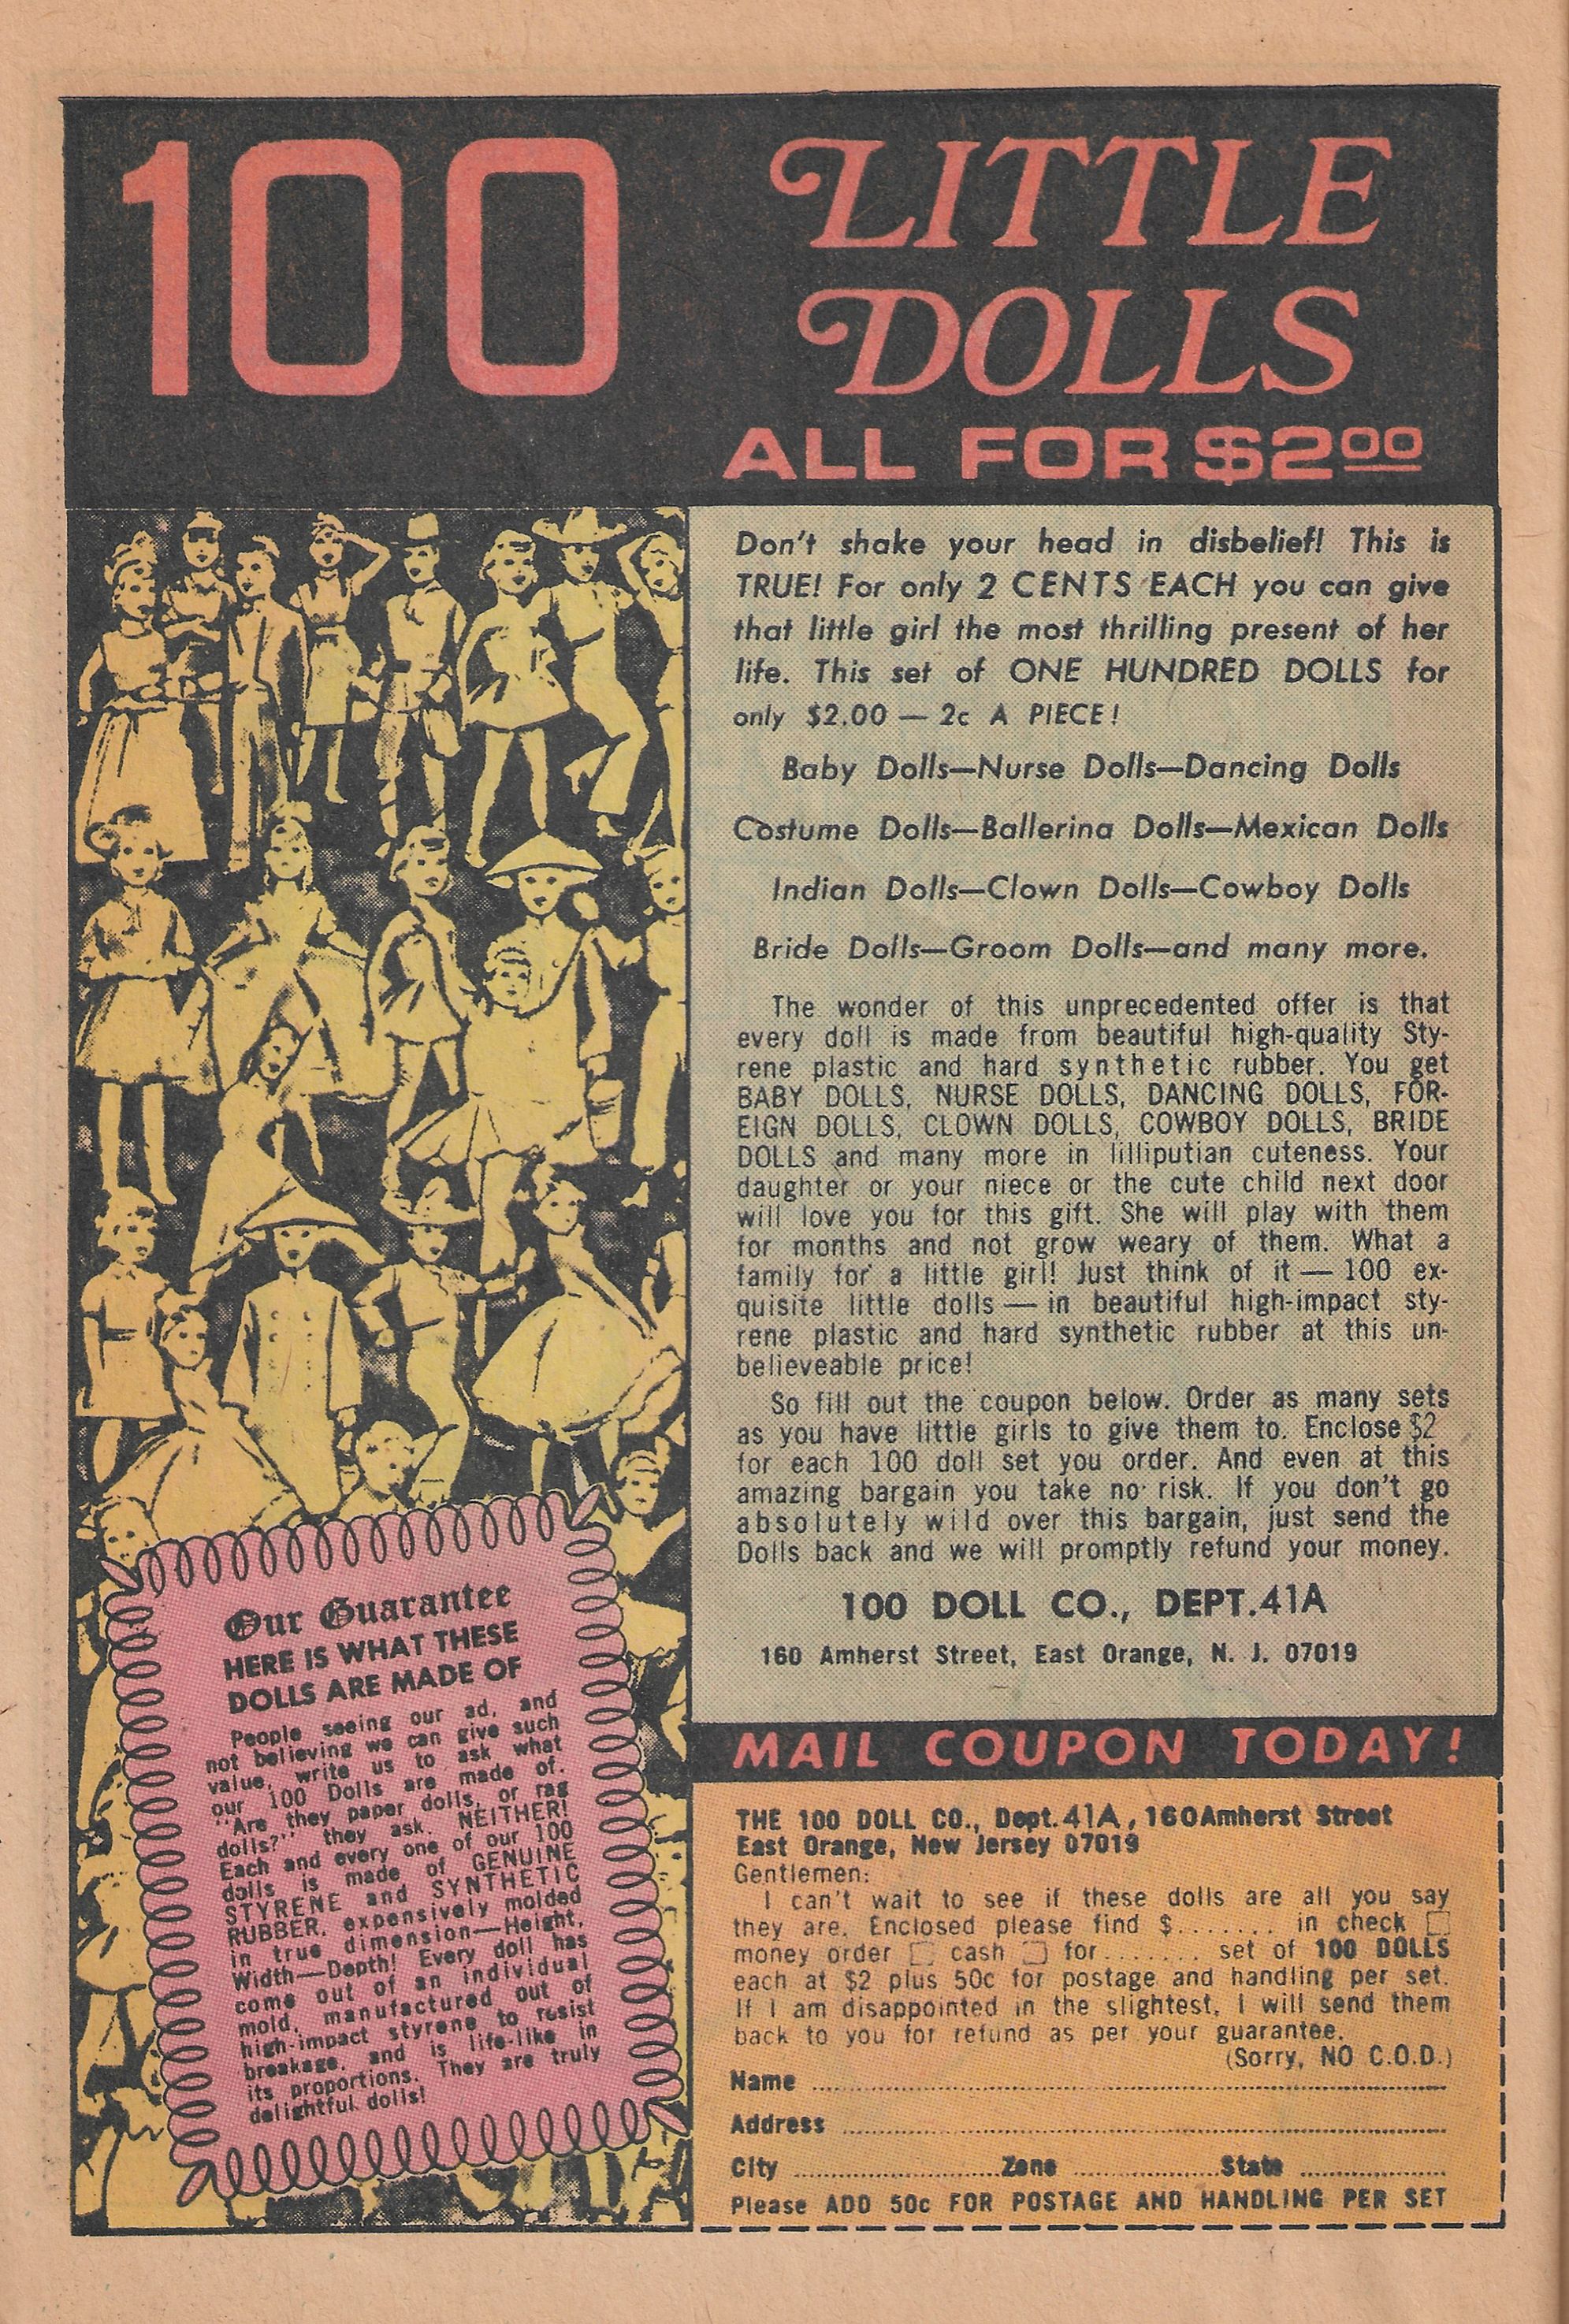 100
LITTLE
DOLLS
ALL FOR $2.00
Don't shake your head in disbelief! This is
TRUE! For only 2 CENTS EACH you can give
that little girl the most thrilling present of her
life. This set of ONE HUNDRED DOLLS for
only $2.00 — 2c A PIECE!
Baby Dolls—Nurse Dolls—Dancing Dolls
Costume Dolls—Ballerina Dolls—Mexican Dolls
Indian Dolls—Clown Dolls—Cowboy Dolls
Bride Dolls—Groom Dolls—and many more.
The wonder of this unprecedented offer is that
every doll is made from beautiful high-quality Sty-
rene plastic and hard synthetic rubber. You get
BABY DOLLS, NURSE DOLLS, DANCING DOLLS, FOR-
EIGN DOLLS, CLOWN DOLLS, COWBOY DOLLS, BRIDE
DOLLS and many more in lilliputian cuteness. Your
daughter or your niece or the cute child next door
will love you for this gift. She will play with them
for months and not grow weary of them. What a
family for a little girl! Just think of it — 100 ex-
quisite little dolls — in beautiful high-impact sty-
rene plastic and hard synthetic rubber at this un-
believeable price!
So fill out the coupon below. Order as many sets
as you have little girls to give them to. Enclose $2
for each 100 doll set you order. And even at this
amazing bargain you take no risk. If you don't go
absolutely wild over this bargain, just send the
Dolls back and we will promptly refund your money.
100 DOLL CO., DEPT.41A
160 Amherst Street, East Orange, N. J. 07019
Our Guarantee
HERE IS WHAT THESE
DOLLS ARE MADE OF
People seeing our ad, and
not believing we can give such
value, write us to ask what
our 100 Dolls are made of.
"Are they paper dolls, or rag
dolls?" they ask. NEITHER!
Each and every one of our 100
dolls is made of GENUINE
STYRENE and SYNTHETIC
RUBBER, expensively molded
in true dimension—Height,
Width—Depth! Every doll has
come out of an individual
mold, manufactured out of
high-impact styrene to resist
breakage, and is life-like in
its proportions. They are truly
delightful dolls!
MAIL COUPON TODAY!
THE 100 DOLL CO., Dept.41A, 160 Amherst Street
East Orange, New Jersey 07019
Gentlemen:
I can't wait to see if these dolls are all you say
they are. Enclosed please find $........ in check □
money order □ cash □ for....... set of 100 DOLLS
each at $2 plus 50c for postage and handling per set.
If I am disappointed in the slightest, I will send them
back to you for refund as per your guarantee.
(Sorry, NO C.O.D.)
Name
Address
City Zone State
Please ADD 50c FOR POSTAGE AND HANDLING PER SET